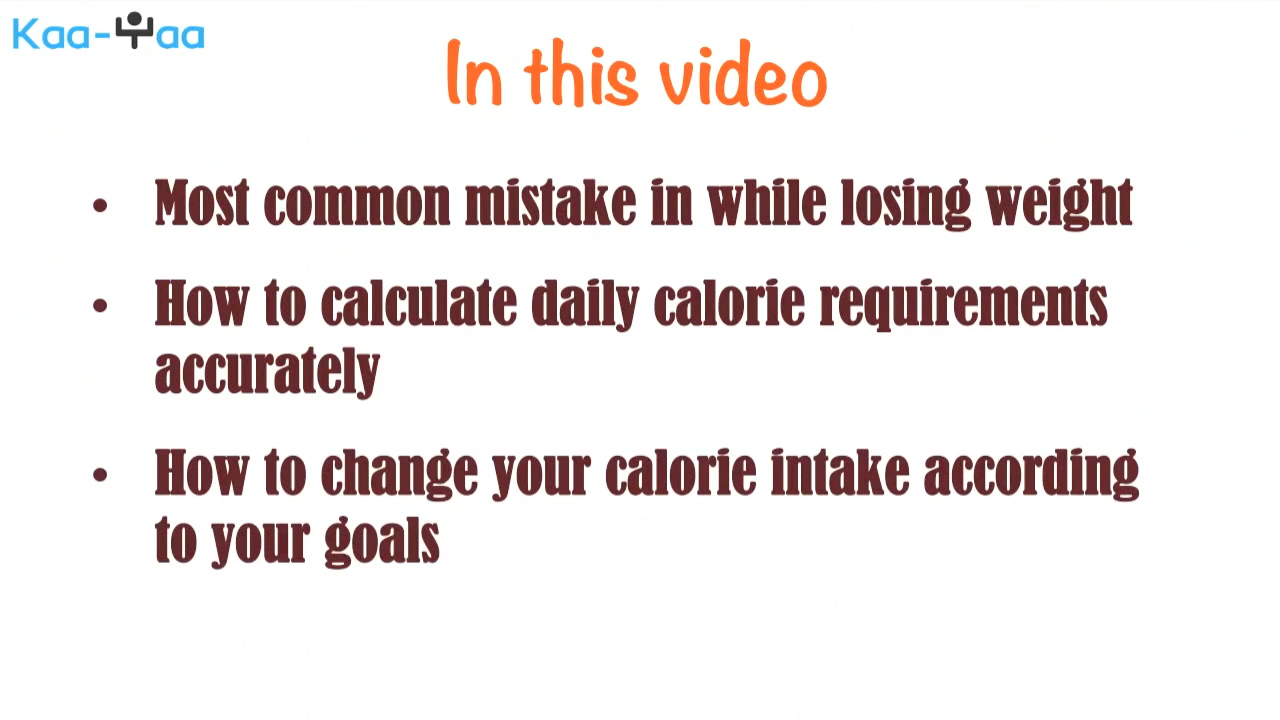 Kaa-Yaa
In this video
• Most common mistake in while losing weight
• How to calculate daily calorie requirements
accurately
• How to change your calorie intake according
to your goals